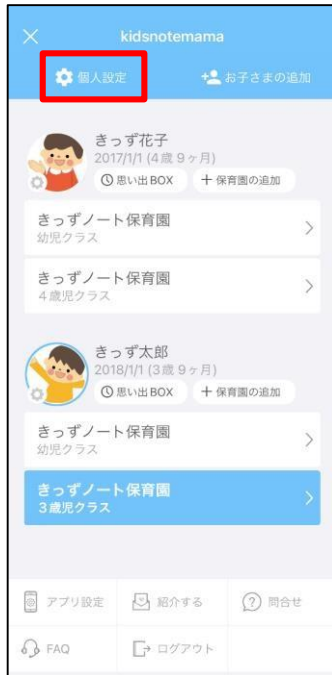 kidsnotemama
個人設定
お子さまの追加
きっず花子
2017/1/1 (4歳 9ヶ月)
思い出BOX
+ 保育園の追加
きっずノート保育園
幼児クラス
きっずノート保育園
4歳児クラス
きっず太郎
2018/1/1 (3歳 9ヶ月)
思い出BOX
+ 保育園の追加
きっずノート保育園
幼児クラス
きっずノート保育園
3歳児クラス
アプリ設定
紹介する
問合せ
FAQ
ログアウト